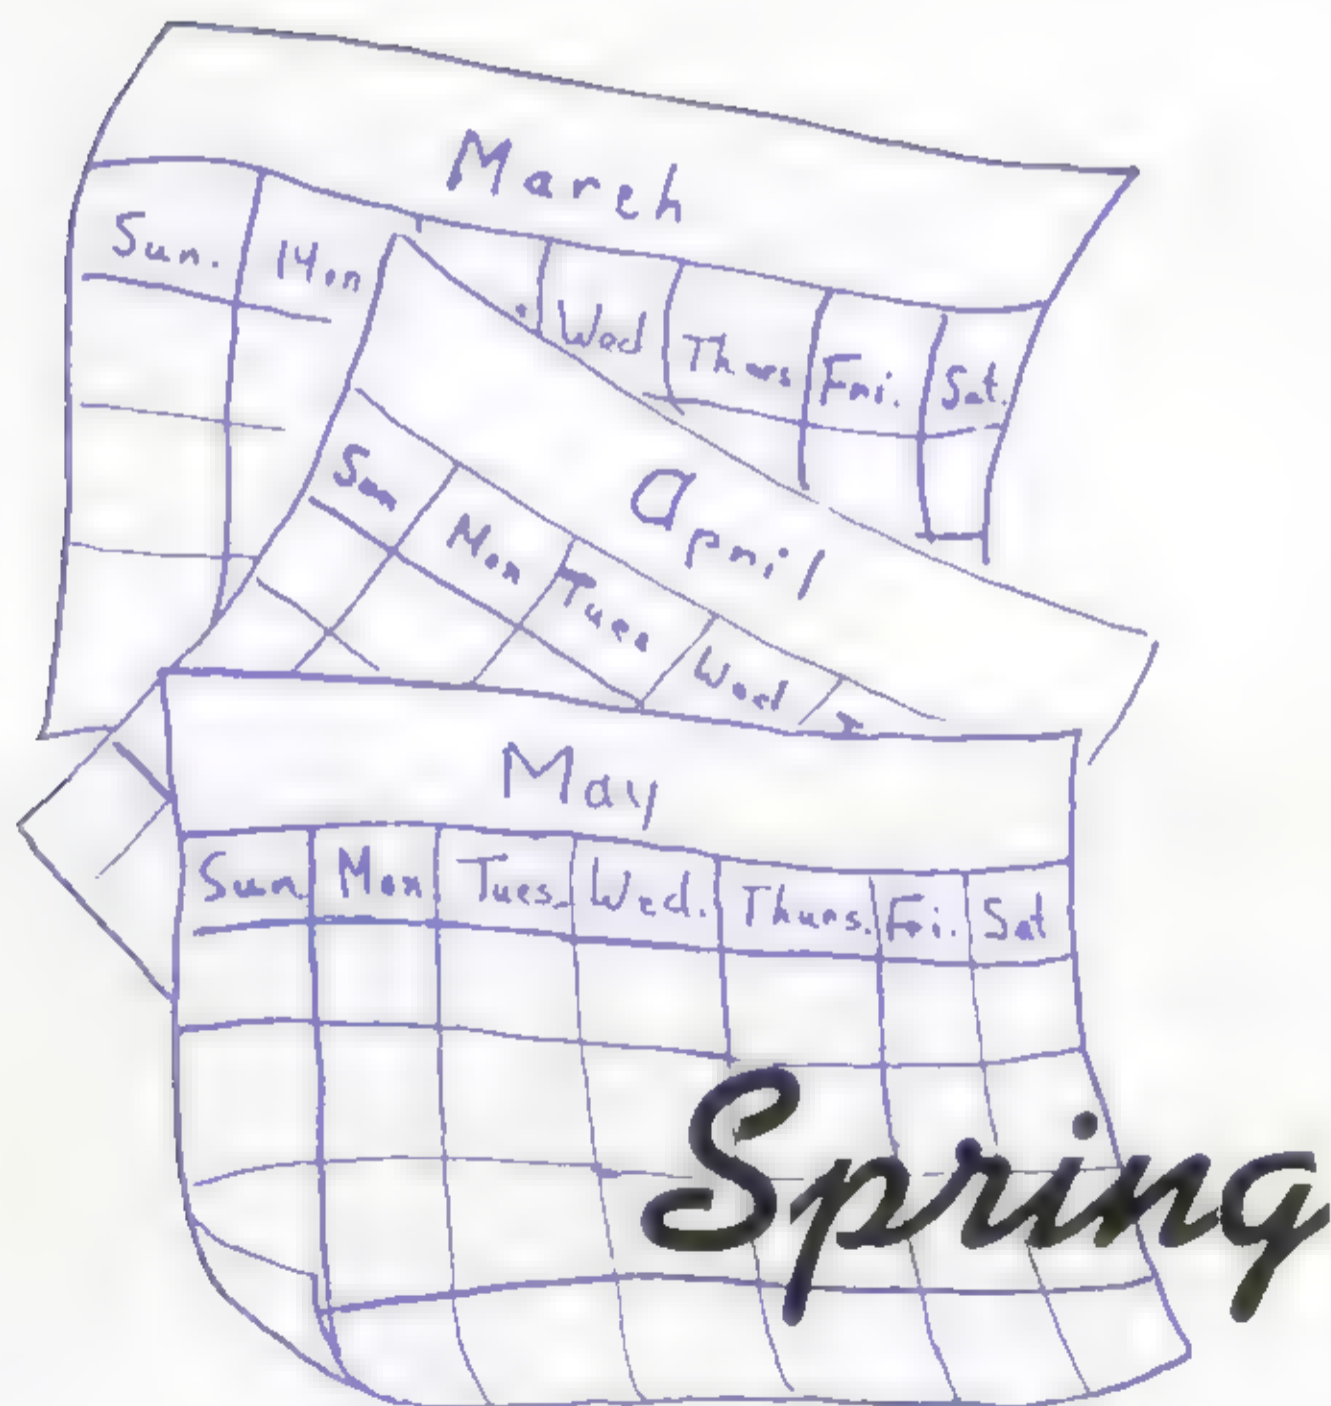 March
Sun. Mon Wed Thurs Fri. Sat.
April
Sun Mon Tues Wed T
May
Sun Mon Tues. Wed. Thurs. Fri. Sat
Spring